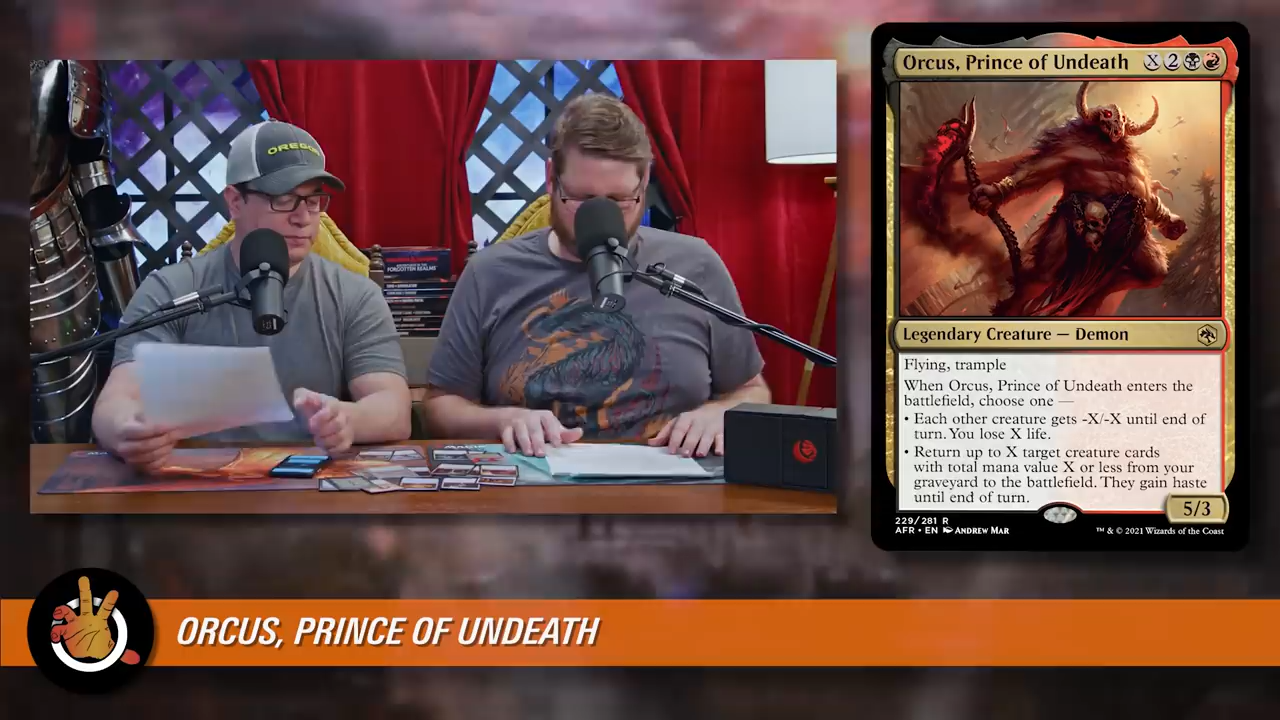 Orcus, Prince of Undeath X 2
Legendary Creature — Demon
Flying, trample
When Orcus, Prince of Undeath enters the
battlefield, choose one —
• Each other creature gets -X/-X until end of
turn. You lose X life.
• Return up to X target creature cards
with total mana value X or less from your
graveyard to the battlefield. They gain haste
until end of turn.
5/3
229/281 R
AFR • EN Andrew Mar
™ & © 2021 Wizards of the Coast
OREGON
FORGOTTEN REALMS
ORCUS, PRINCE OF UNDEATH